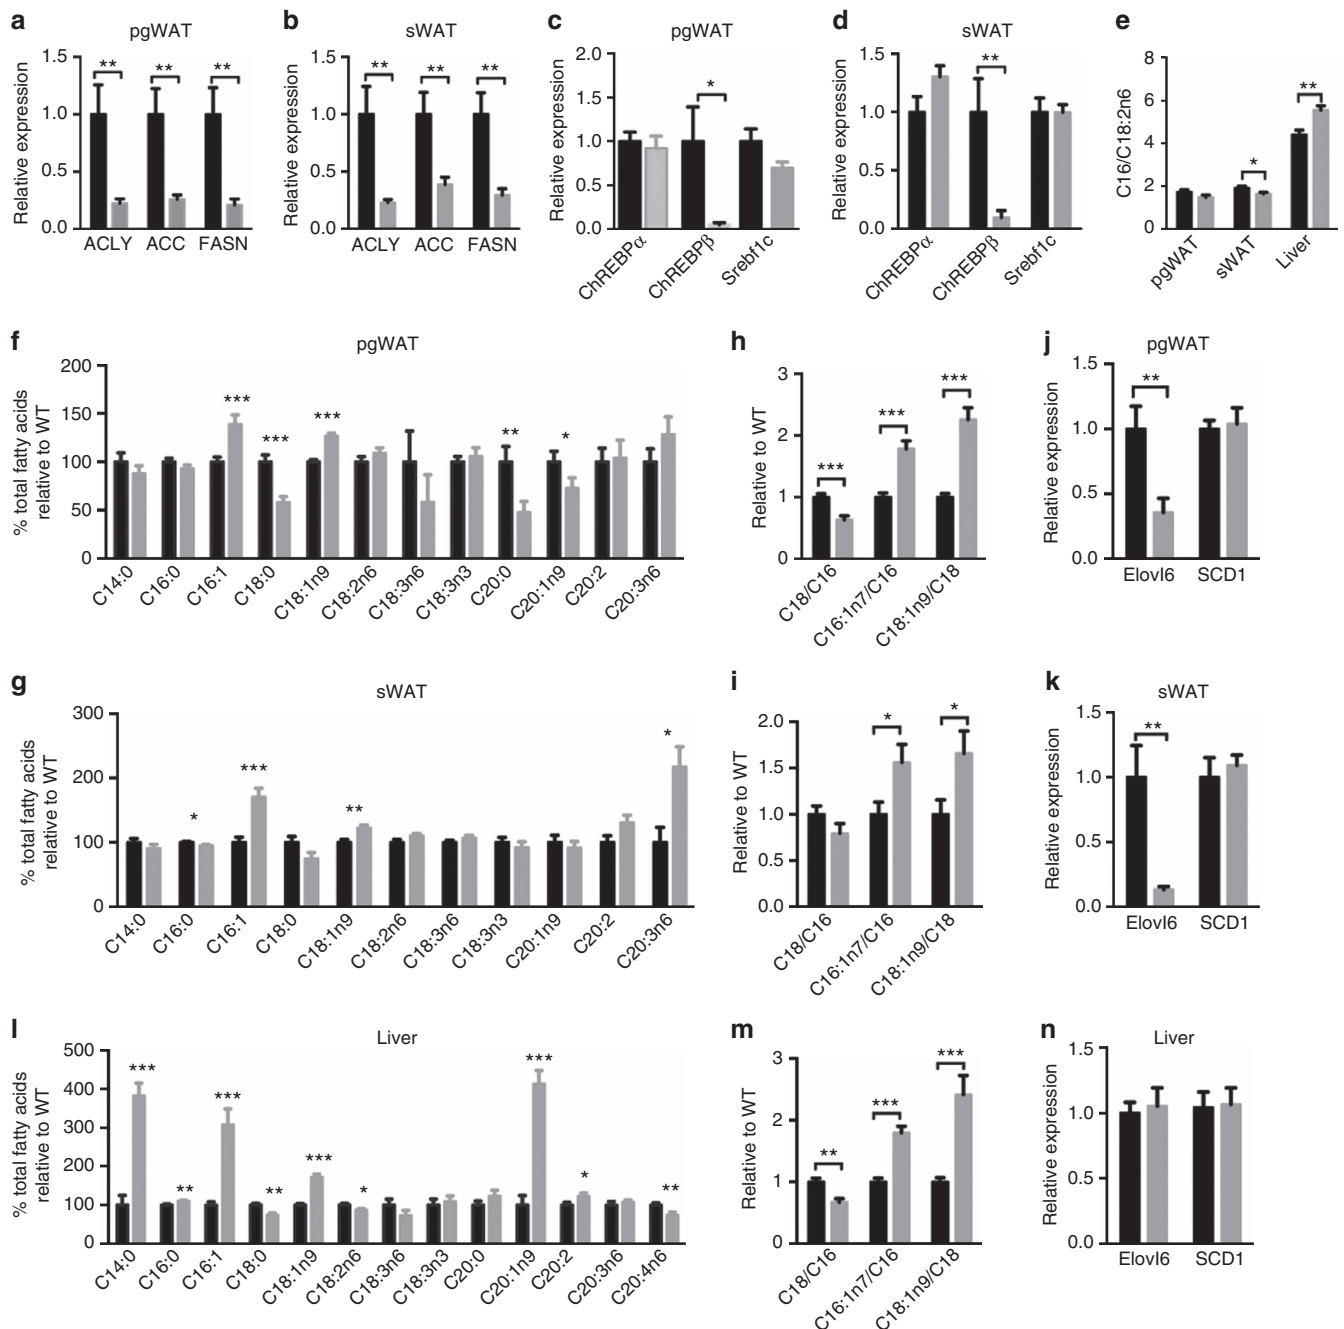 a
pgWAT
Relative expression
1.5
1.0
0.5
0.0
**
**
**
ACLY
ACC
FASN
b
sWAT
Relative expression
1.5
1.0
0.5
0.0
**
**
**
ACLY
ACC
FASN
c
pgWAT
Relative expression
2.0
1.5
1.0
0.5
0.0
*
ChREBPα
ChREBPβ
Srebf1c
d
sWAT
Relative expression
1.5
1.0
0.5
0.0
**
ChREBPα
ChREBPβ
Srebf1c
e
C16/C18:2n6
8
6
4
2
0
*
**
pgWAT
sWAT
Liver
f
pgWAT
% total fatty acids
relative to WT
200
150
100
50
0
***
***
***
**
*
C14:0
C16:0
C16:1
C18:0
C18:1n9
C18:2n6
C18:3n6
C18:3n3
C20:0
C20:1n9
C20:2
C20:3n6
h
Relative to WT
3
2
1
0
***
***
***
C18/C16
C16:1n7/C16
C18:1n9/C18
j
pgWAT
Relative expression
1.5
1.0
0.5
0.0
**
Elovl6
SCD1
g
sWAT
% total fatty acids
relative to WT
300
200
100
0
*
***
**
*
C14:0
C16:0
C16:1
C18:0
C18:1n9
C18:2n6
C18:3n6
C18:3n3
C20:1n9
C20:2
C20:3n6
i
Relative to WT
2.0
1.5
1.0
0.5
0.0
*
*
C18/C16
C16:1n7/C16
C18:1n9/C18
k
sWAT
Relative expression
1.5
1.0
0.5
0.0
**
Elovl6
SCD1
l
Liver
% total fatty acids
relative to WT
500
400
300
200
100
0
***
**
***
**
***
*
***
*
**
C14:0
C16:0
C16:1
C18:0
C18:1n9
C18:2n6
C18:3n6
C18:3n3
C20:0
C20:1n9
C20:2
C20:3n6
C20:4n6
m
Relative to WT
3
2
1
0
**
***
***
C18/C16
C16:1n7/C16
C18:1n9/C18
n
Liver
Relative expression
1.5
1.0
0.5
0.0
Elovl6
SCD1